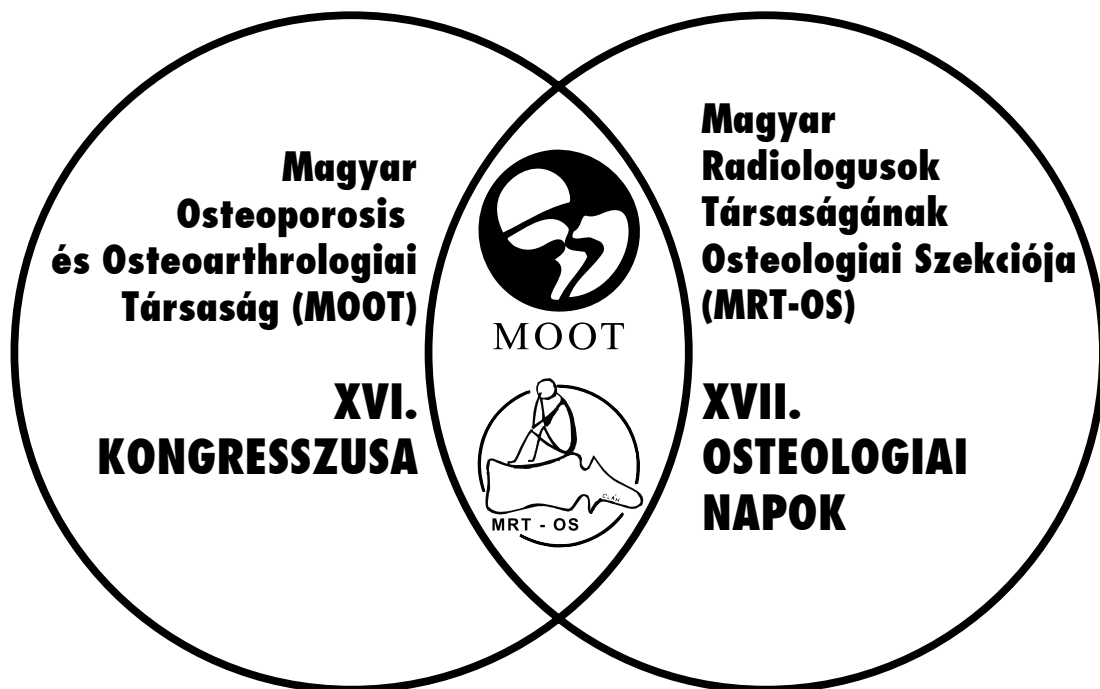 Magyar
Osteoporosis
és Osteoarthrologiai
Társaság (MOOT)
XVI.
KONGRESSZUSA
MOOT
MRT - OS
Magyar
Radiologusok
Társaságának
Osteologiai Szekciója
(MRT-OS)
XVII.
OSTEOLOGIAI
NAPOK